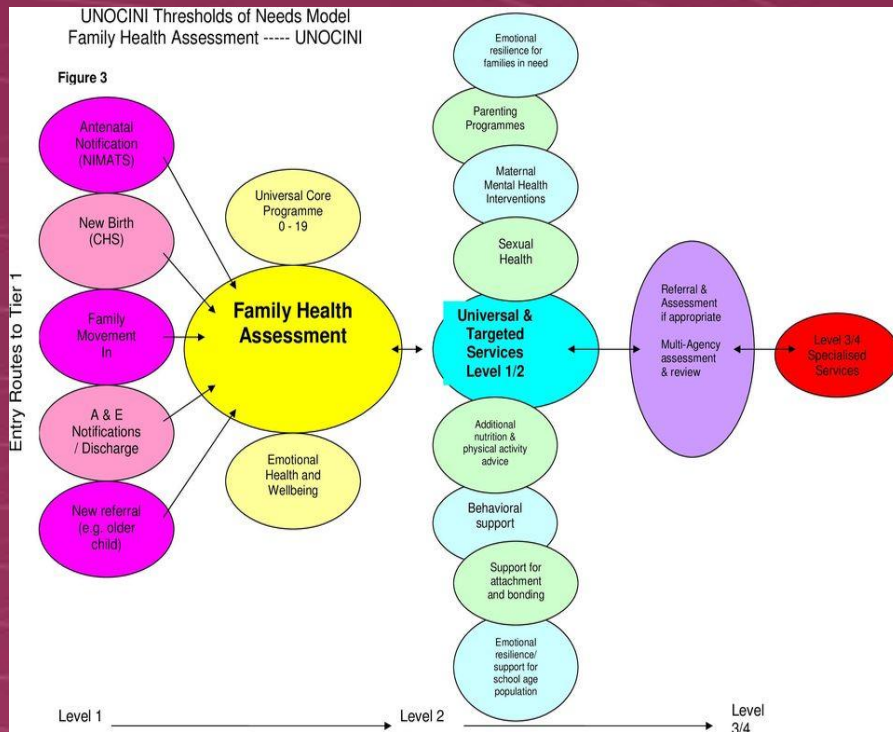 UNOCINI Thresholds of Needs Model
Family Health Assessment ----- UNOCINI
Figure 3
Entry Routes to Tier 1
Antenatal
Notification
(NIMATS)
New Birth
(CHS)
Family
Movement
In
A & E
Notifications
/ Discharge
New referral
(e.g. older
child)
Universal Core
Programme
0 - 19
Family Health
Assessment
Emotional
Health and
Wellbeing
Emotional
resilience for
families in need
Parenting
Programmes
Maternal
Mental Health
Interventions
Sexual
Health
Universal &
Targeted
Services
Level 1/2
Additional
nutrition &
physical activity
advice
Behavioral
support
Support for
attachment
and bonding
Emotional
resilience/
support for
school age
population
Referral &
Assessment
if appropriate
Multi-Agency
assessment
& review
Level 3/4
Specialised
Services
Level 1
Level 2
Level
3/4